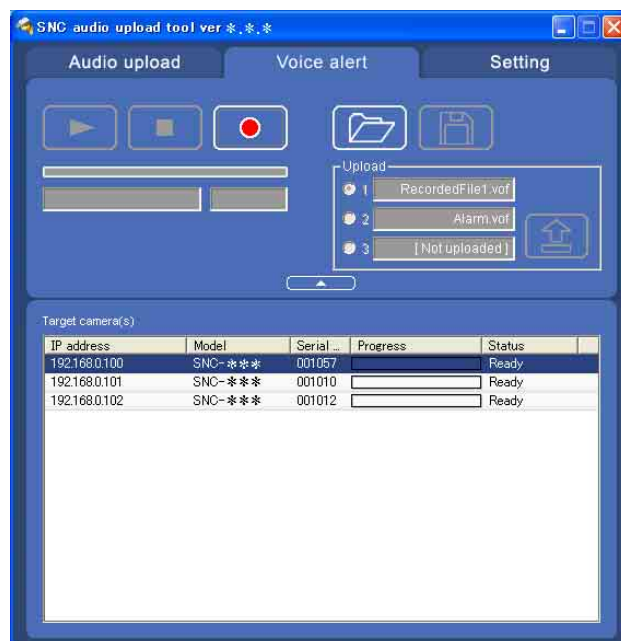 SNC audio upload tool ver *.*.*
Audio upload Voice alert Setting
Upload
1 RecordedFile1.vof
2 Alarm.vof
3 [Not uploaded]
Target camera(s)
IP address Model Serial ... Progress Status
192.168.0.100 SNC-*** 001057 Ready
192.168.0.101 SNC-*** 001010 Ready
192.168.0.102 SNC-*** 001012 Ready